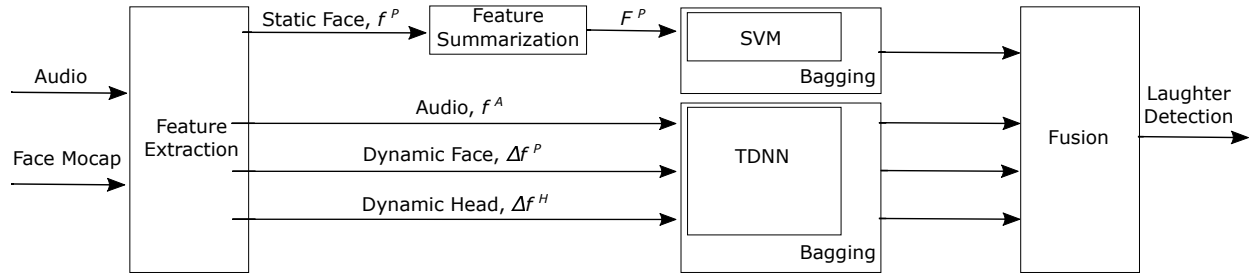 Static Face, f ᴾ
Feature
Summarization
F ᴾ
SVM
Bagging
Audio
Face Mocap
Feature
Extraction
Audio, f ᴬ
Dynamic Face, Δf ᴾ
Dynamic Head, Δf ᴴ
TDNN
Bagging
Fusion
Laughter
Detection